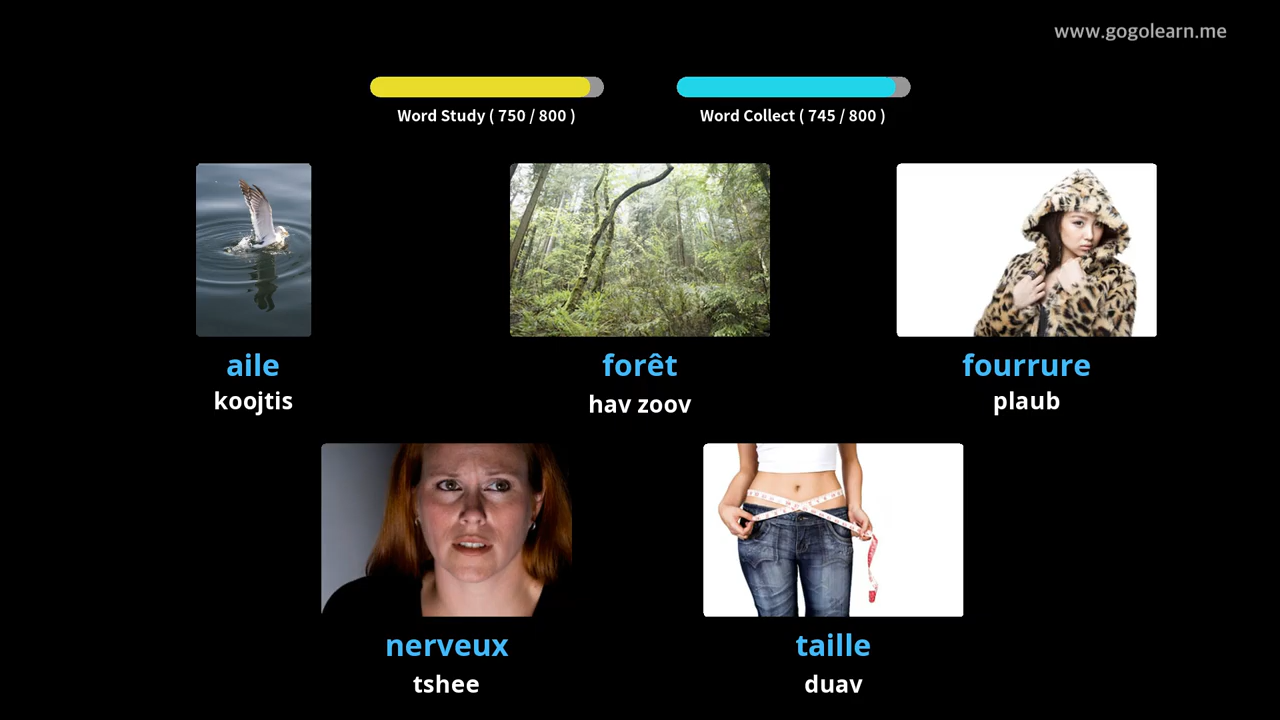 www.gogolearn.me
Word Study ( 750 / 800 )
Word Collect ( 745 / 800 )
aile
koojtis
forêt
hav zoov
fourrure
plaub
nerveux
tshee
taille
duav